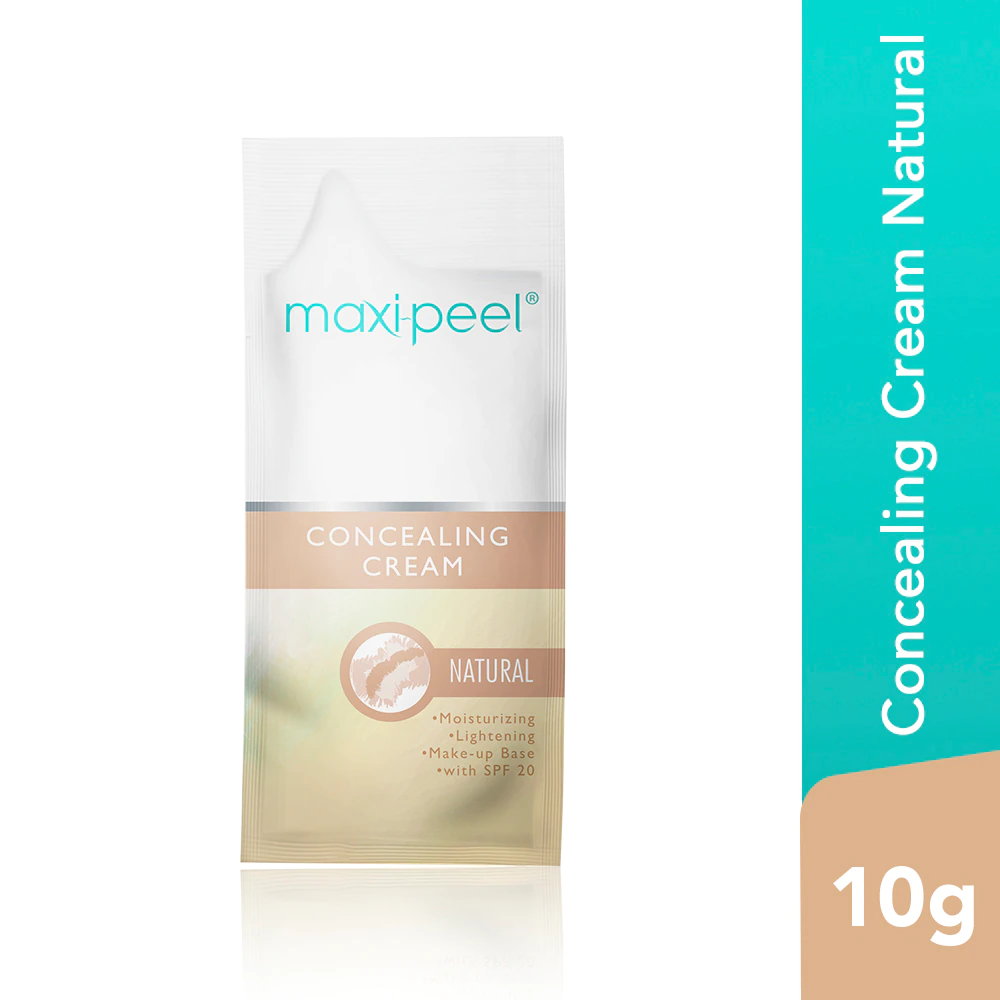 maxi-peel®
CONCEALING
CREAM
NATURAL
•Moisturizing
•Lightening
•Make-up Base
•with SPF 20
Concealing Cream Natural
10g